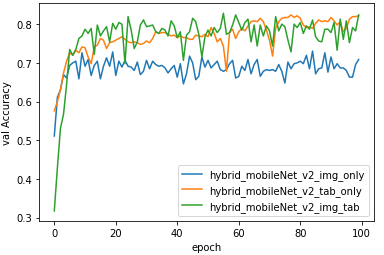 0.8
0.7
0.6
0.5
0.4
0.3
val Accuracy
hybrid_mobileNet_v2_img_only
hybrid_mobileNet_v2_tab_only
hybrid_mobileNet_v2_img_tab
0 20 40 60 80 100
epoch